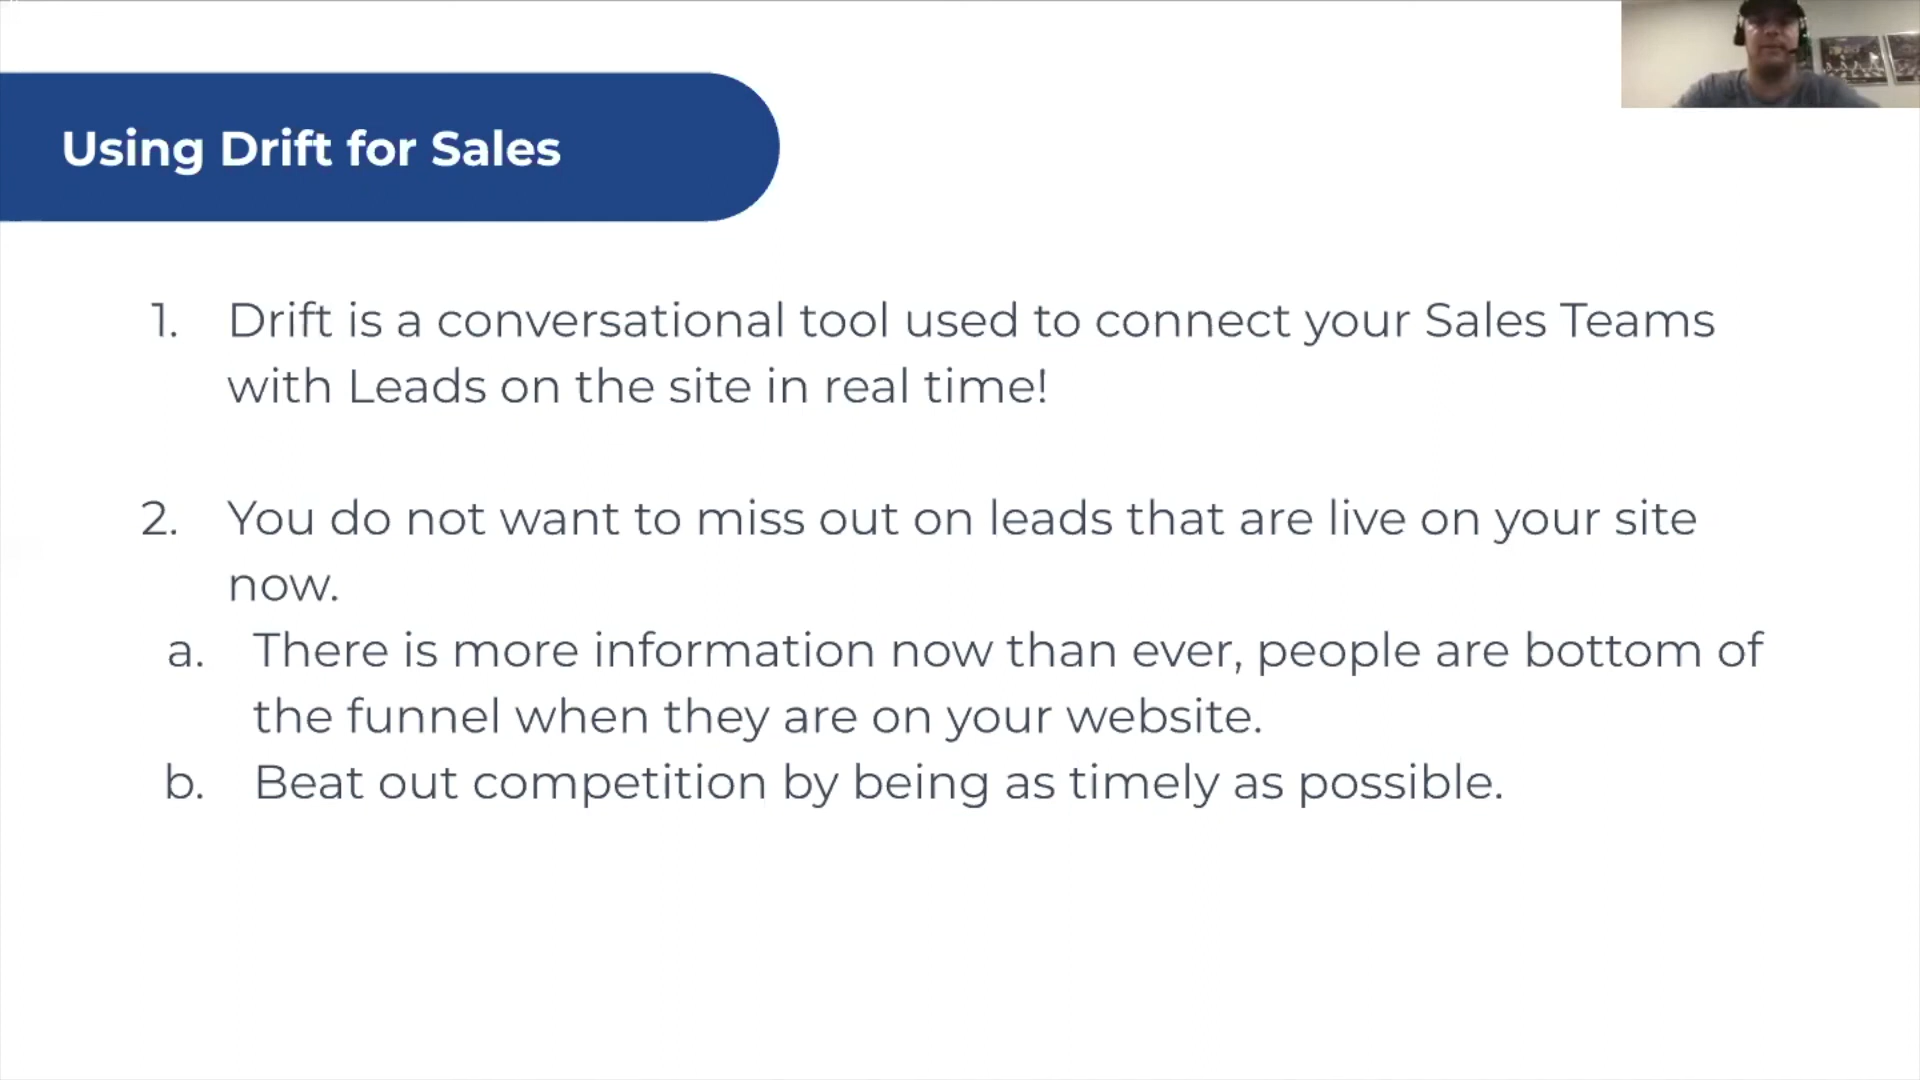 Using Drift for Sales
1. Drift is a conversational tool used to connect your Sales Teams
with Leads on the site in real time!
2. You do not want to miss out on leads that are live on your site
now.
a. There is more information now than ever, people are bottom of
the funnel when they are on your website.
b. Beat out competition by being as timely as possible.